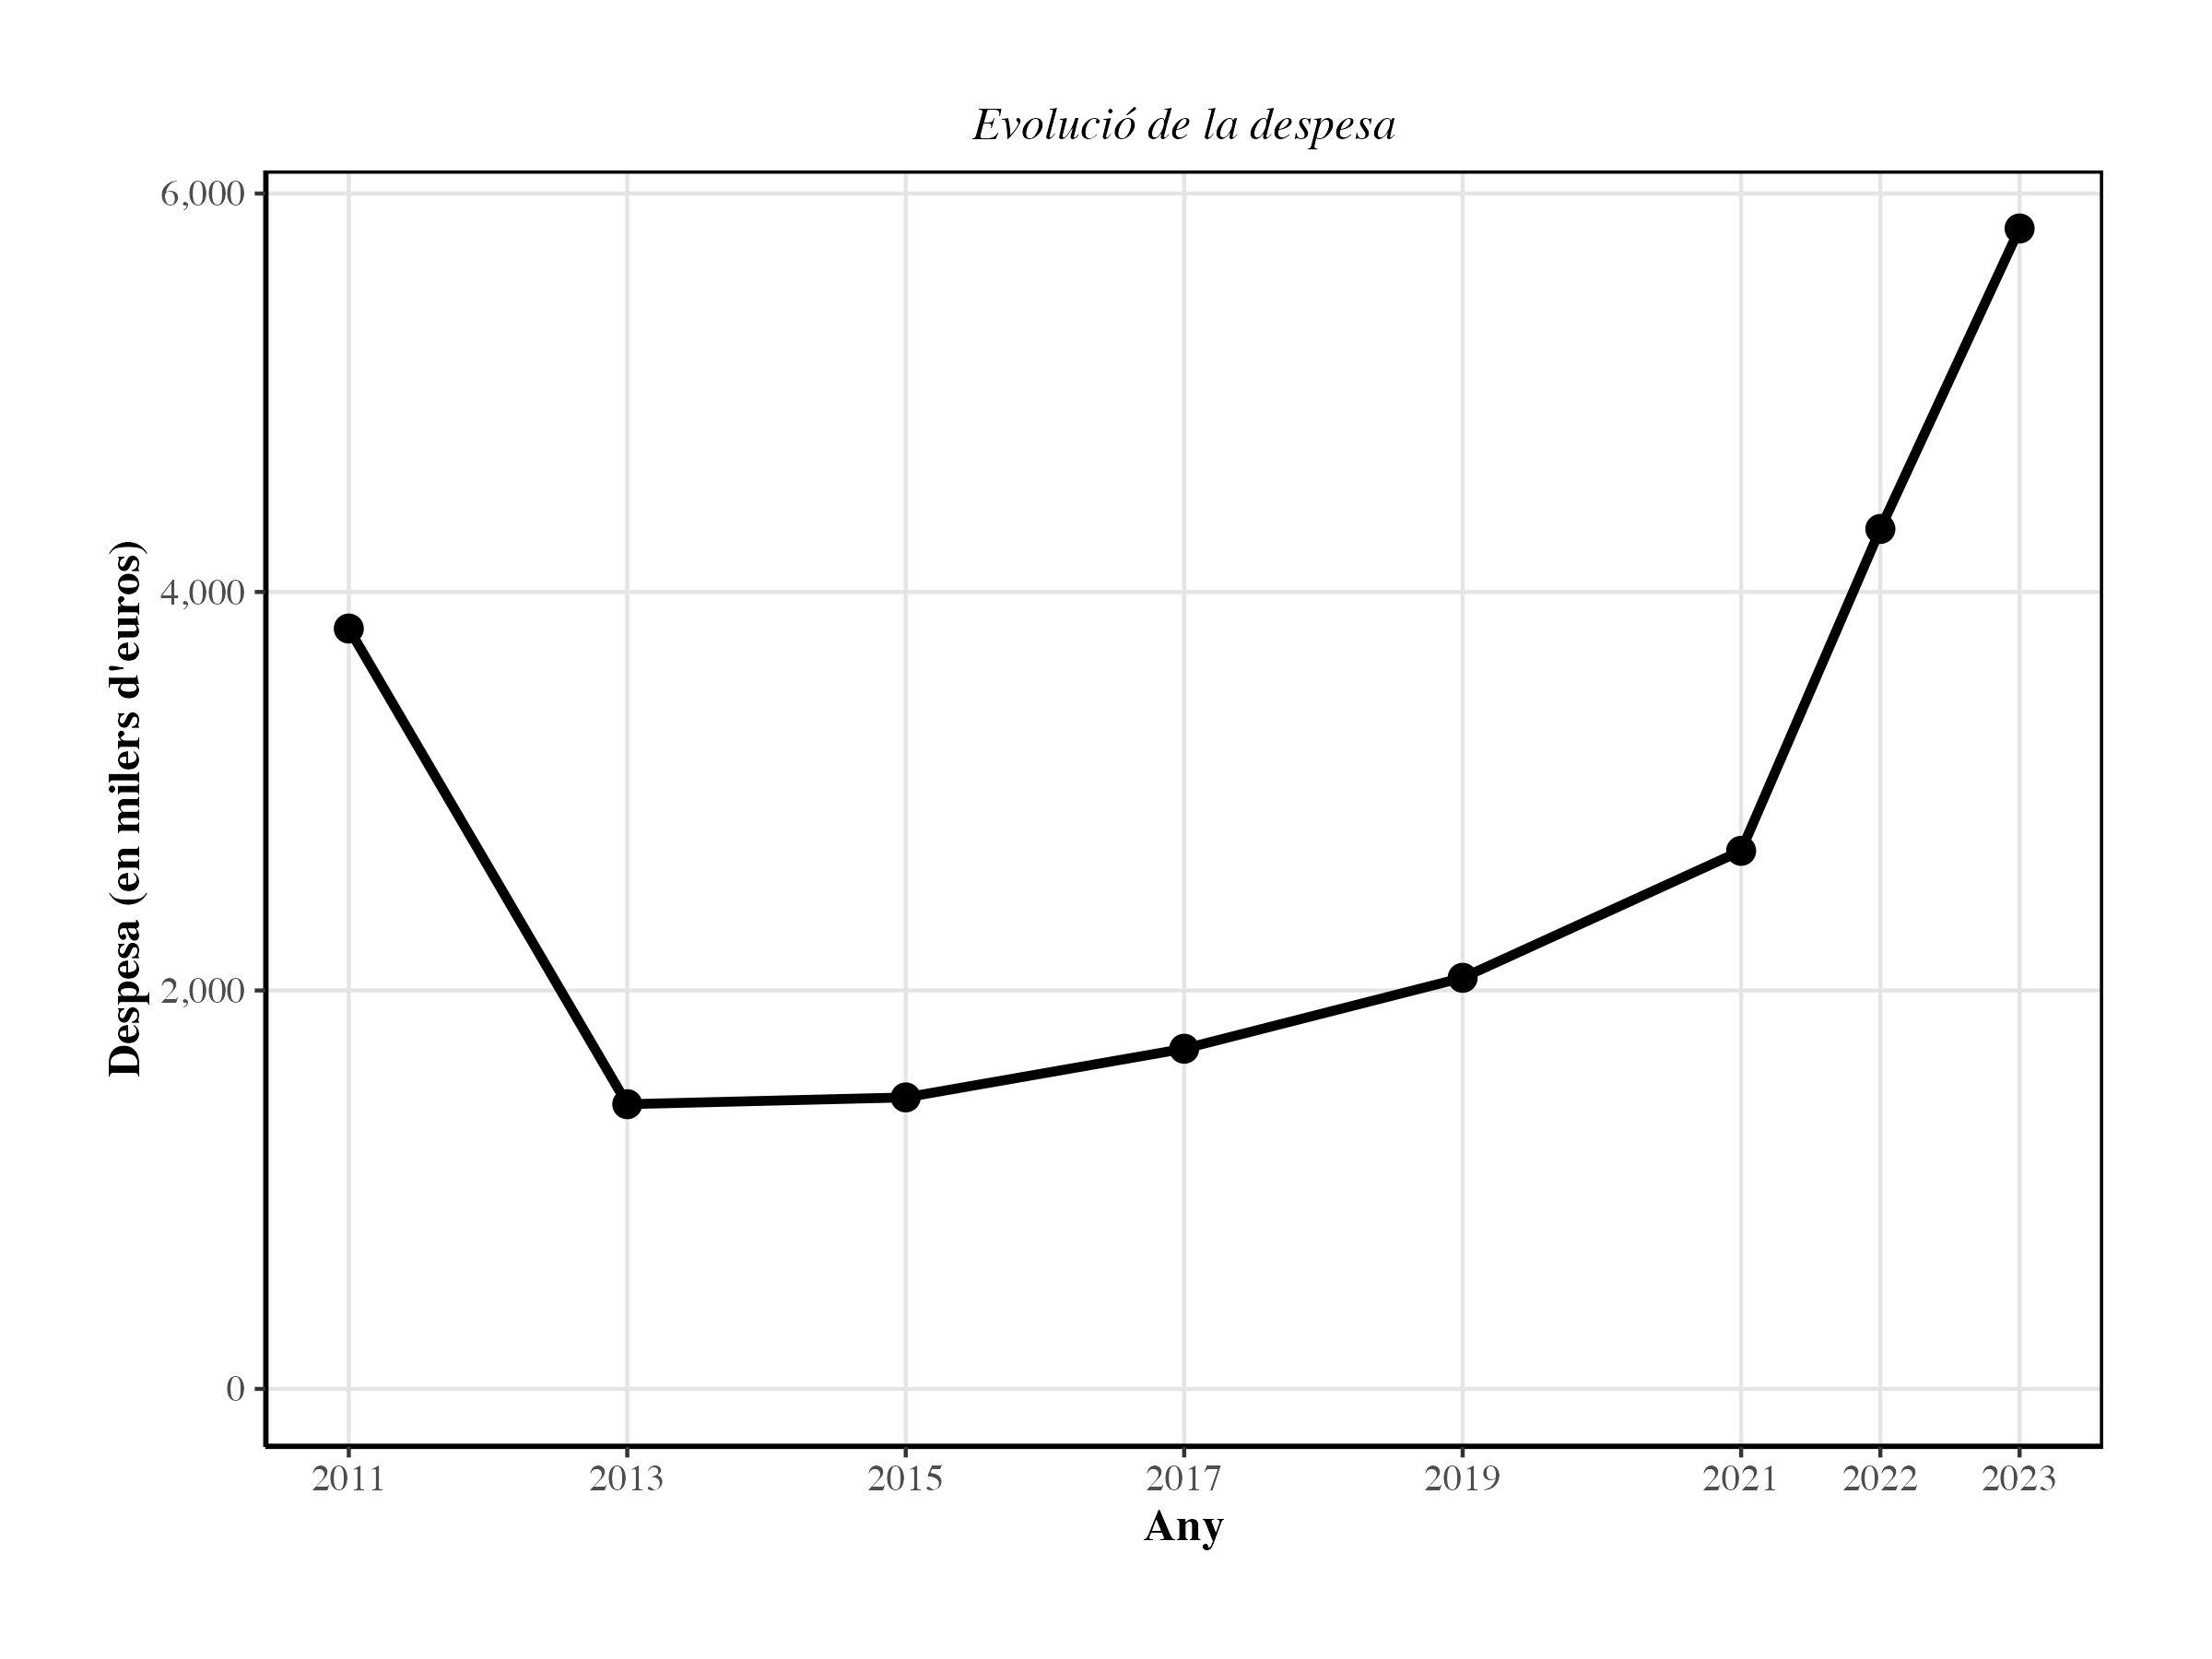 Evolució de la despesa
Despesa (en milers d'euros)
6,000
4,000
2,000
0
2011 2013 2015 2017 2019 2021 2022 2023
Any